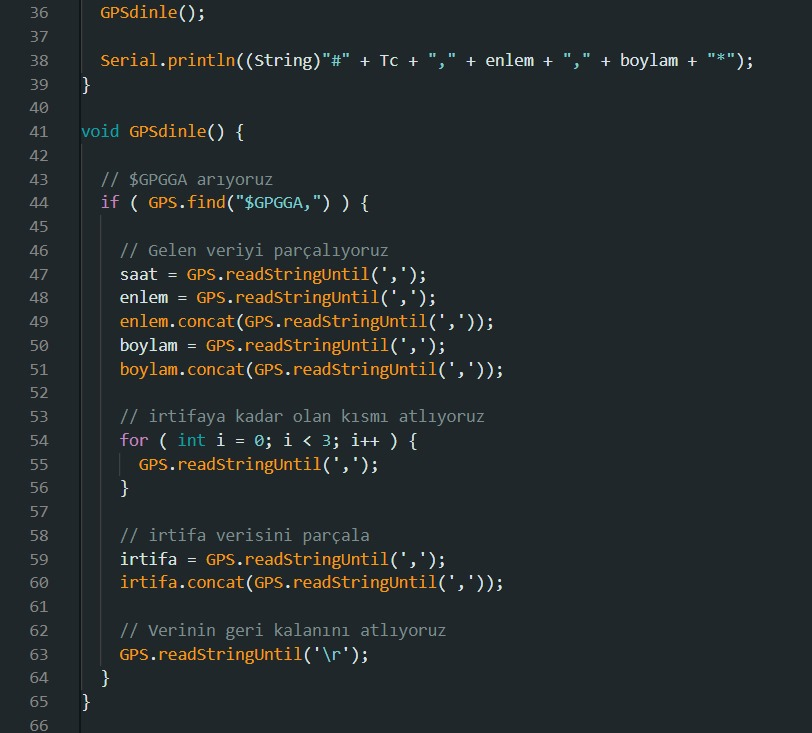 36 GPSdinle();
37
38 Serial.println((String)"#" + Tc + "," + enlem + "," + boylam + "*");
39 }
40
41 void GPSdinle() {
42
43 // $GPGGA arıyoruz
44 if ( GPS.find("$GPGGA,") ) {
45
46 // Gelen veriyi parçalıyoruz
47 saat = GPS.readStringUntil(',');
48 enlem = GPS.readStringUntil(',');
49 enlem.concat(GPS.readStringUntil(','));
50 boylam = GPS.readStringUntil(',');
51 boylam.concat(GPS.readStringUntil(','));
52
53 // irtifaya kadar olan kısmı atlıyoruz
54 for ( int i = 0; i < 3; i++ ) {
55 GPS.readStringUntil(',');
56 }
57
58 // irtifa verisini parçala
59 irtifa = GPS.readStringUntil(',');
60 irtifa.concat(GPS.readStringUntil(','));
61
62 // Verinin geri kalanını atlıyoruz
63 GPS.readStringUntil('\r');
64 }
65 }
66